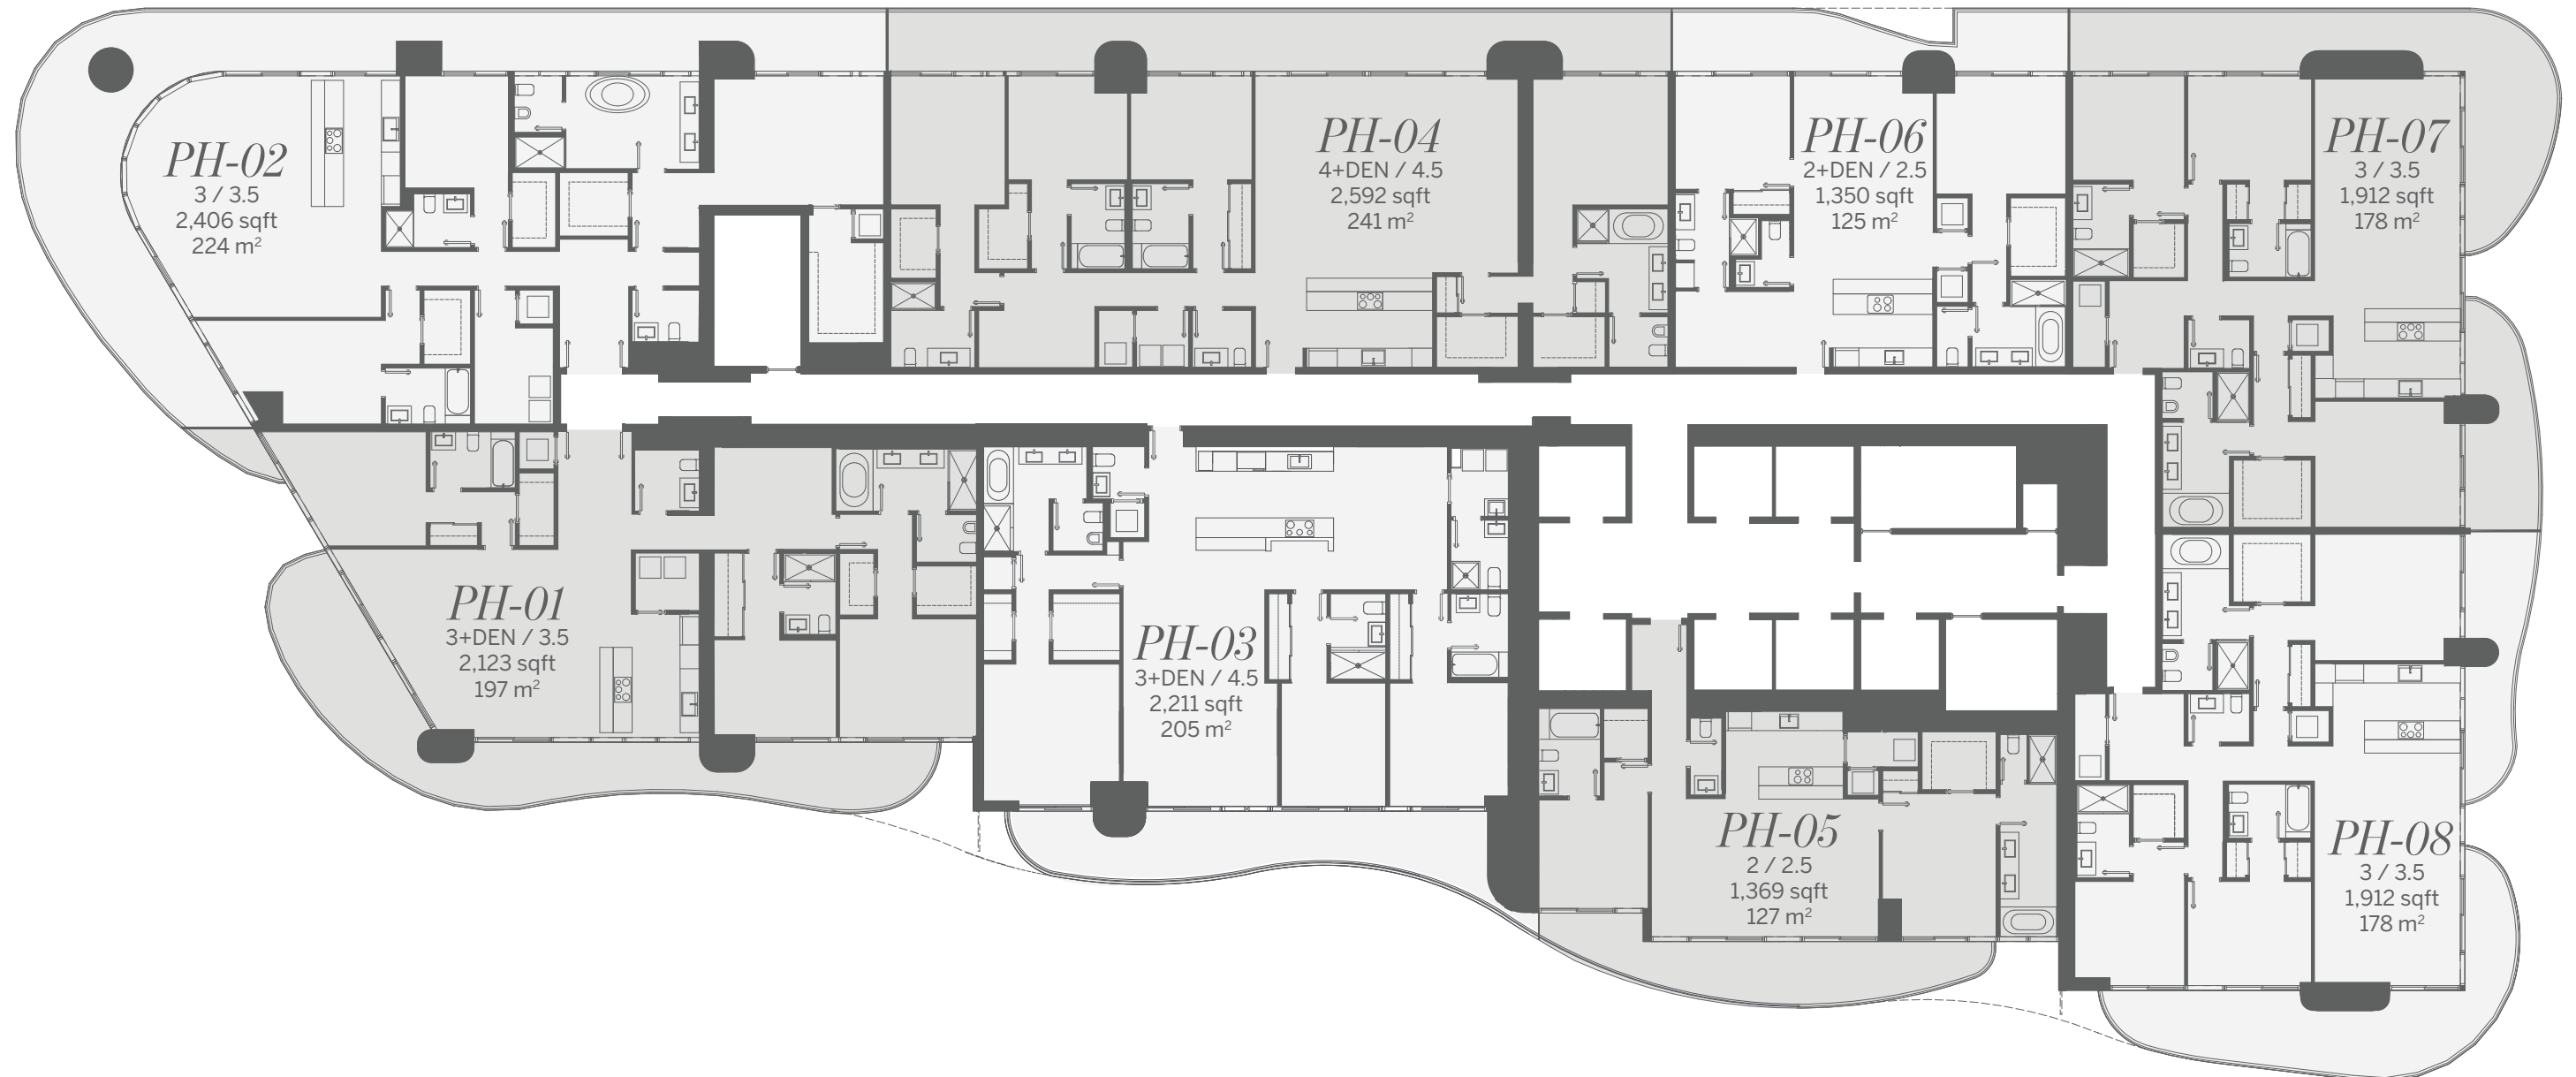 PH-02
3 / 3.5
2,406 sqft
224 m²
PH-04
4+DEN / 4.5
2,592 sqft
241 m²
PH-06
2+DEN / 2.5
1,350 sqft
125 m²
PH-07
3 / 3.5
1,912 sqft
178 m²
PH-01
3+DEN / 3.5
2,123 sqft
197 m²
PH-03
3+DEN / 4.5
2,211 sqft
205 m²
PH-05
2 / 2.5
1,369 sqft
127 m²
PH-08
3 / 3.5
1,912 sqft
178 m²